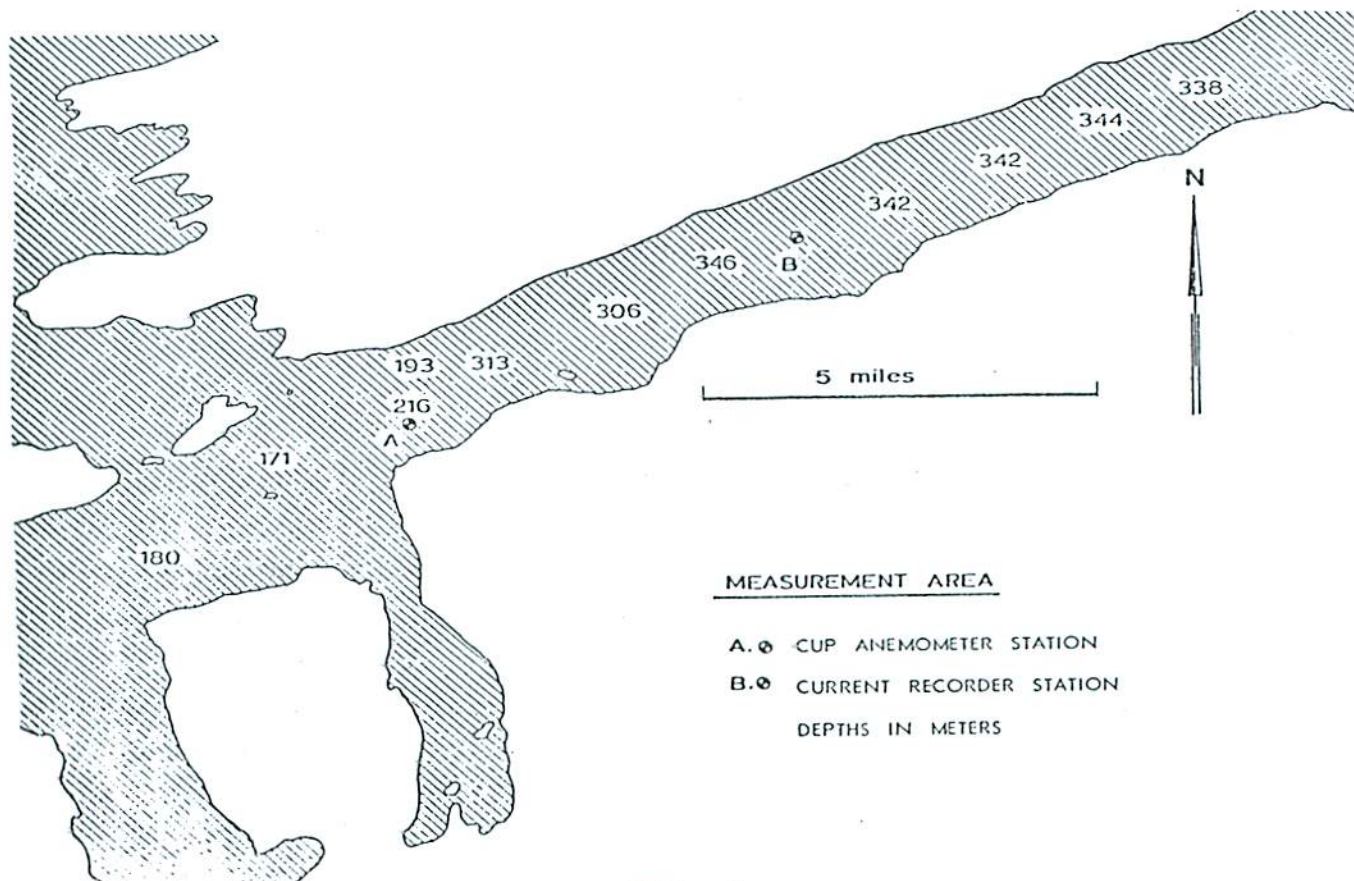 338
344
342
N
342
346
B
306
193 313
5 miles
216
A
171
180
MEASUREMENT AREA
A. CUP ANEMOMETER STATION
B. CURRENT RECORDER STATION
DEPTHS IN METERS